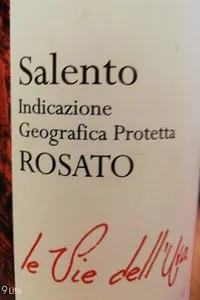 Salento
Indicazione
Geografica Protetta
ROSATO
le Vie dell'Uva